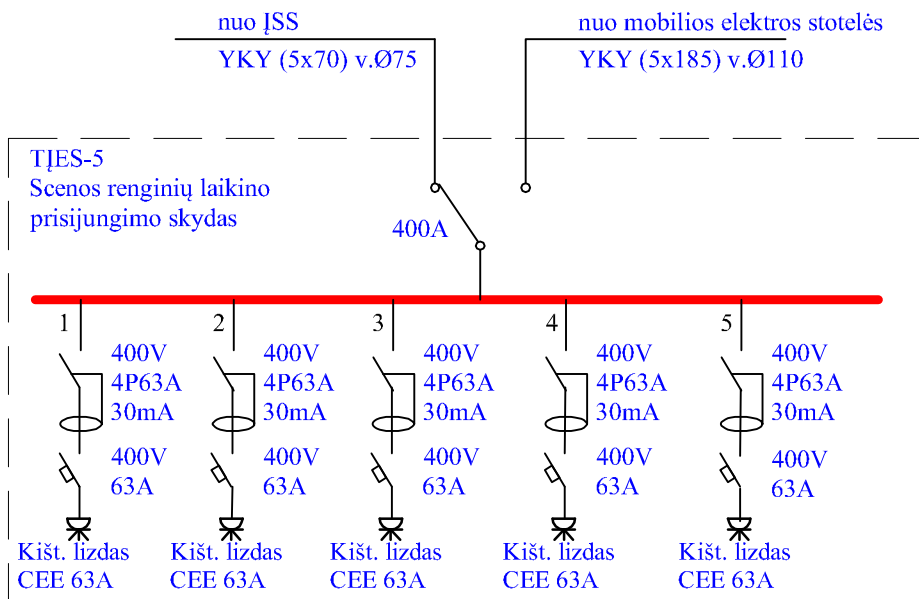 nuo ĮSS
YKY (5x70) v.Ø75
nuo mobilios elektros stotelės
YKY (5x185) v.Ø110
TĮES-5
Scenos renginių laikino
prisijungimo skydas
400A
1
400V
4P63A
30mA
400V
63A
Kišt. lizdas
CEE 63A
2
400V
4P63A
30mA
400V
63A
Kišt. lizdas
CEE 63A
3
400V
4P63A
30mA
400V
63A
Kišt. lizdas
CEE 63A
4
400V
4P63A
30mA
400V
63A
Kišt. lizdas
CEE 63A
5
400V
4P63A
30mA
400V
63A
Kišt. lizdas
CEE 63A